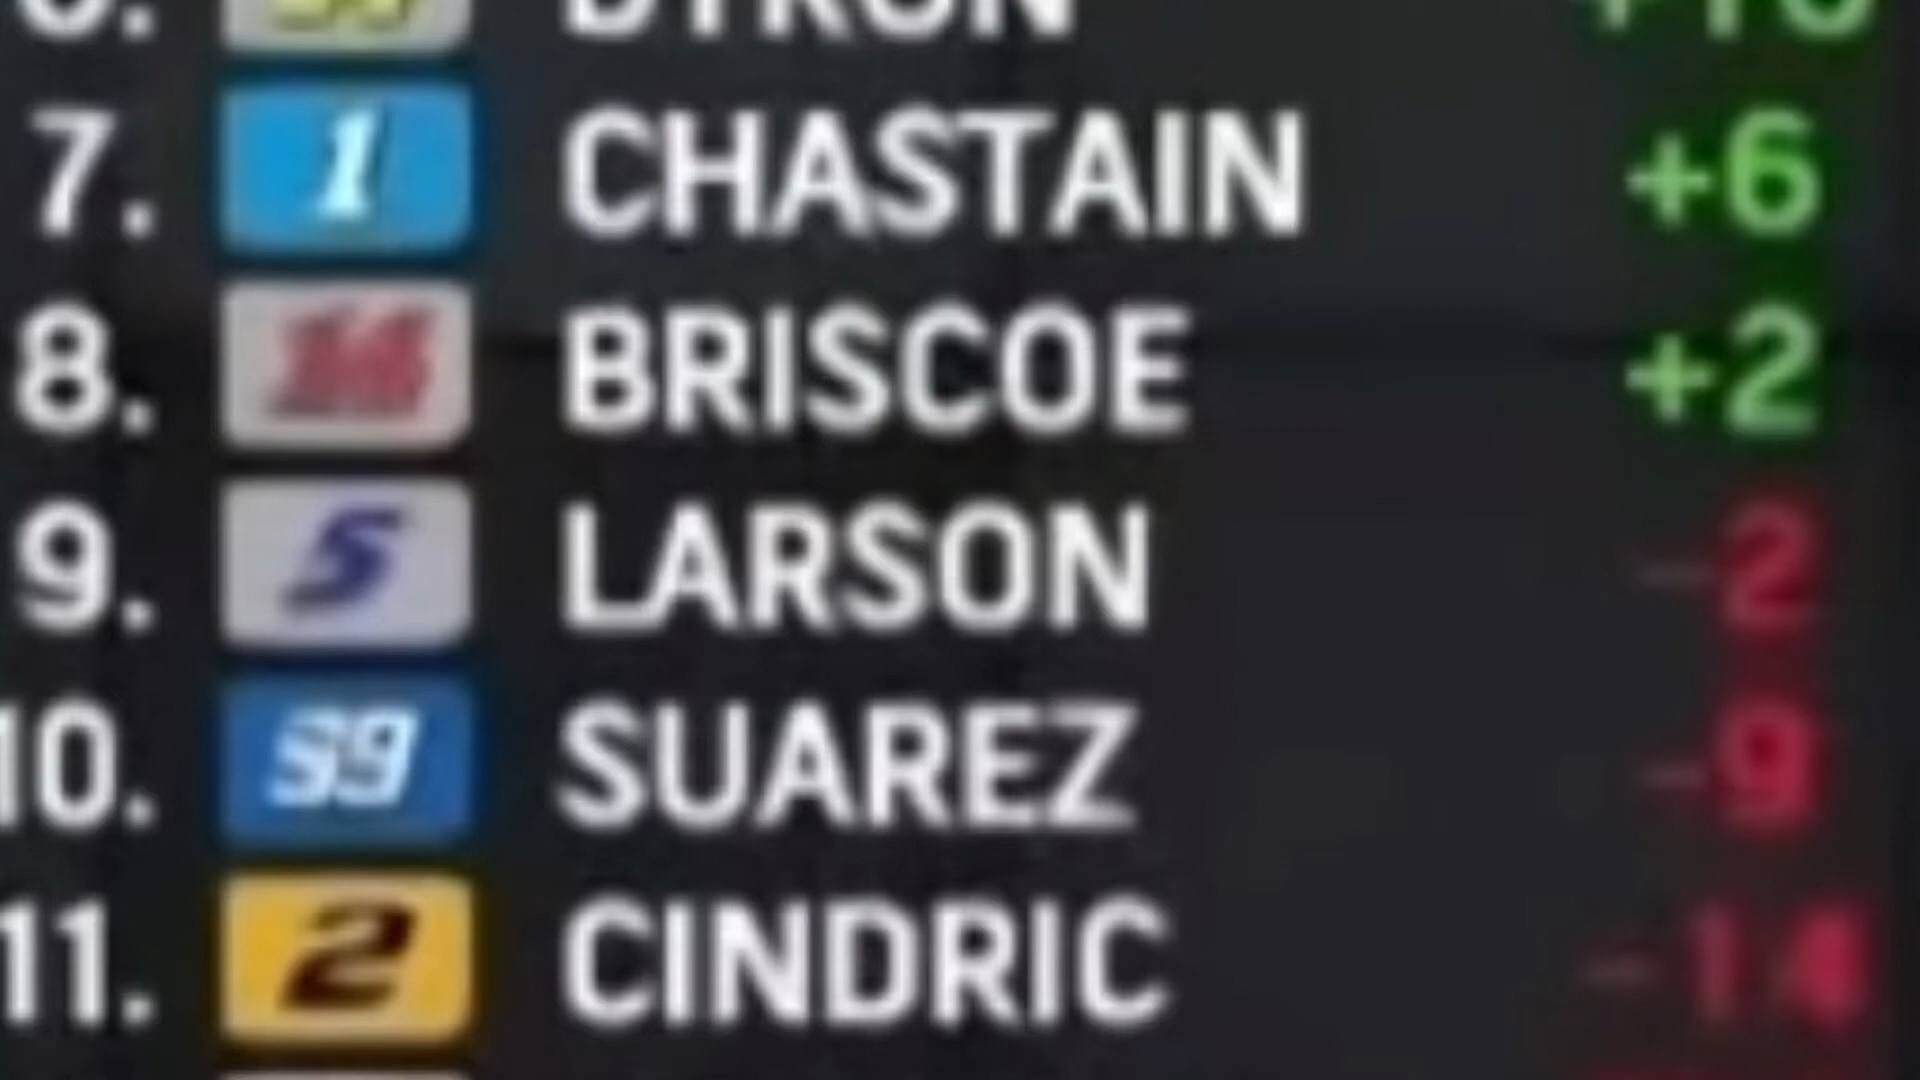 BYRON
7. 1 CHASTAIN +6
8. 14 BRISCOE +2
9. 5 LARSON -2
10. 99 SUAREZ -9
11. 2 CINDRIC -14